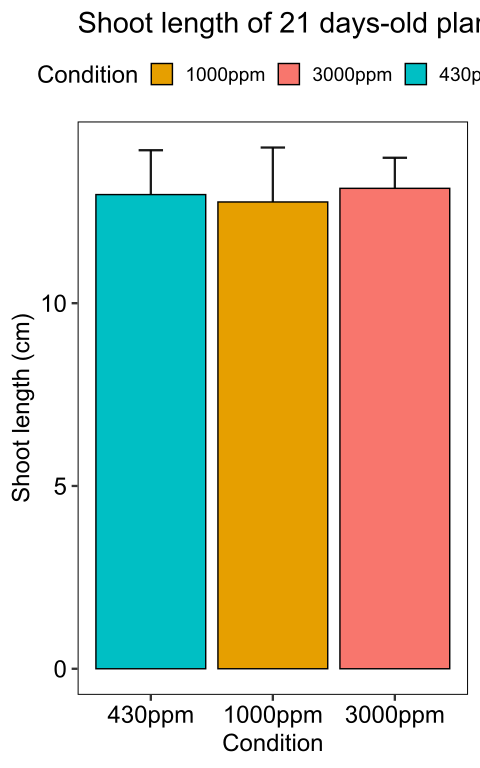 Shoot length of 21 days-old plan
Condition 1000ppm 3000ppm 430p
Shoot length (cm)
10
5
0
430ppm 1000ppm 3000ppm
Condition